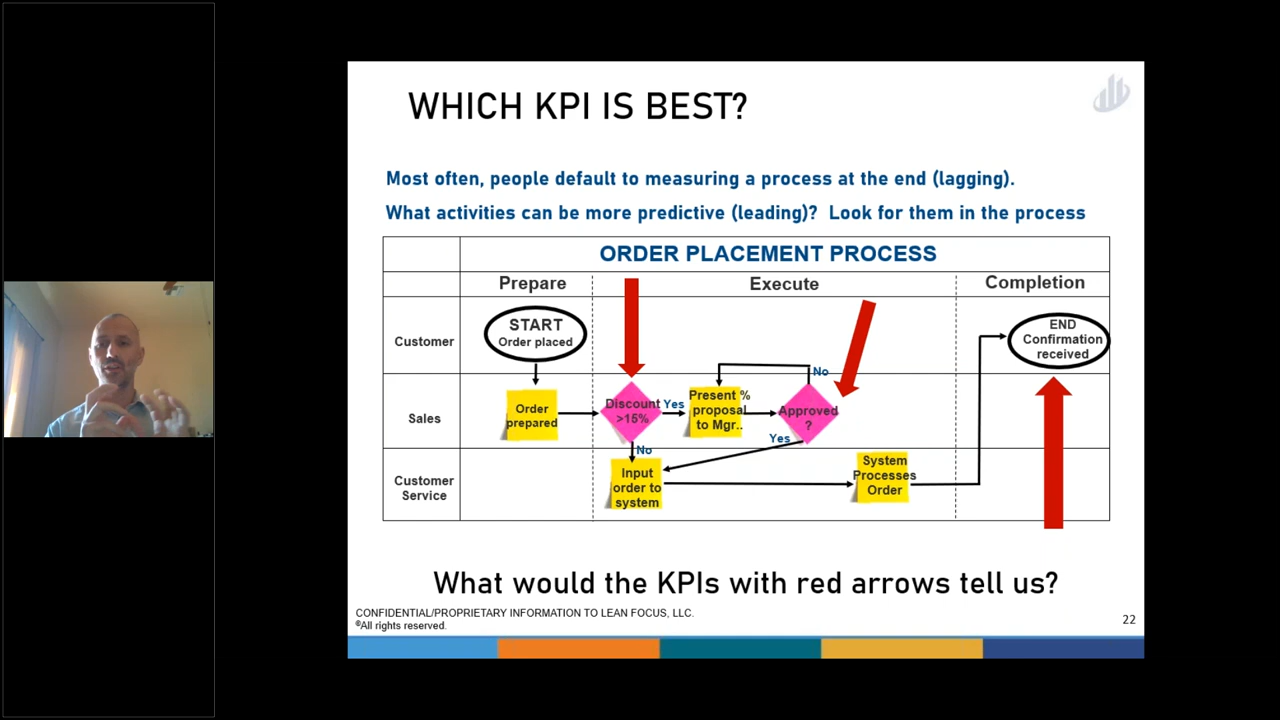 WHICH KPI IS BEST?
Most often, people default to measuring a process at the end (lagging).
What activities can be more predictive (leading)? Look for them in the process
ORDER PLACEMENT PROCESS
Prepare
Execute
Completion
Customer
START
Order placed
END
Confirmation
received
No
Sales
Order
prepared
Discount
>15%
Yes
Present %
proposal
to Mgr..
Approved
?
Yes
No
Customer
Service
Input
order to
system
System
Processes
Order
What would the KPIs with red arrows tell us?
CONFIDENTIAL/PROPRIETARY INFORMATION TO LEAN FOCUS, LLC.
©All rights reserved.
22